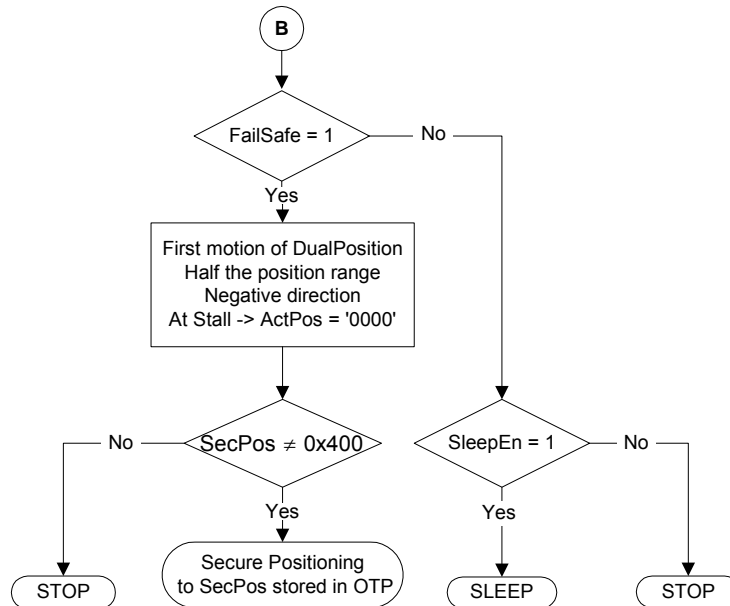 B
FailSafe = 1
No
Yes
First motion of DualPosition
Half the position range
Negative direction
At Stall -> ActPos = '0000'
No
SecPos ≠ 0x400
SleepEn = 1
No
Yes
Yes
Secure Positioning
to SecPos stored in OTP
STOP
SLEEP
STOP